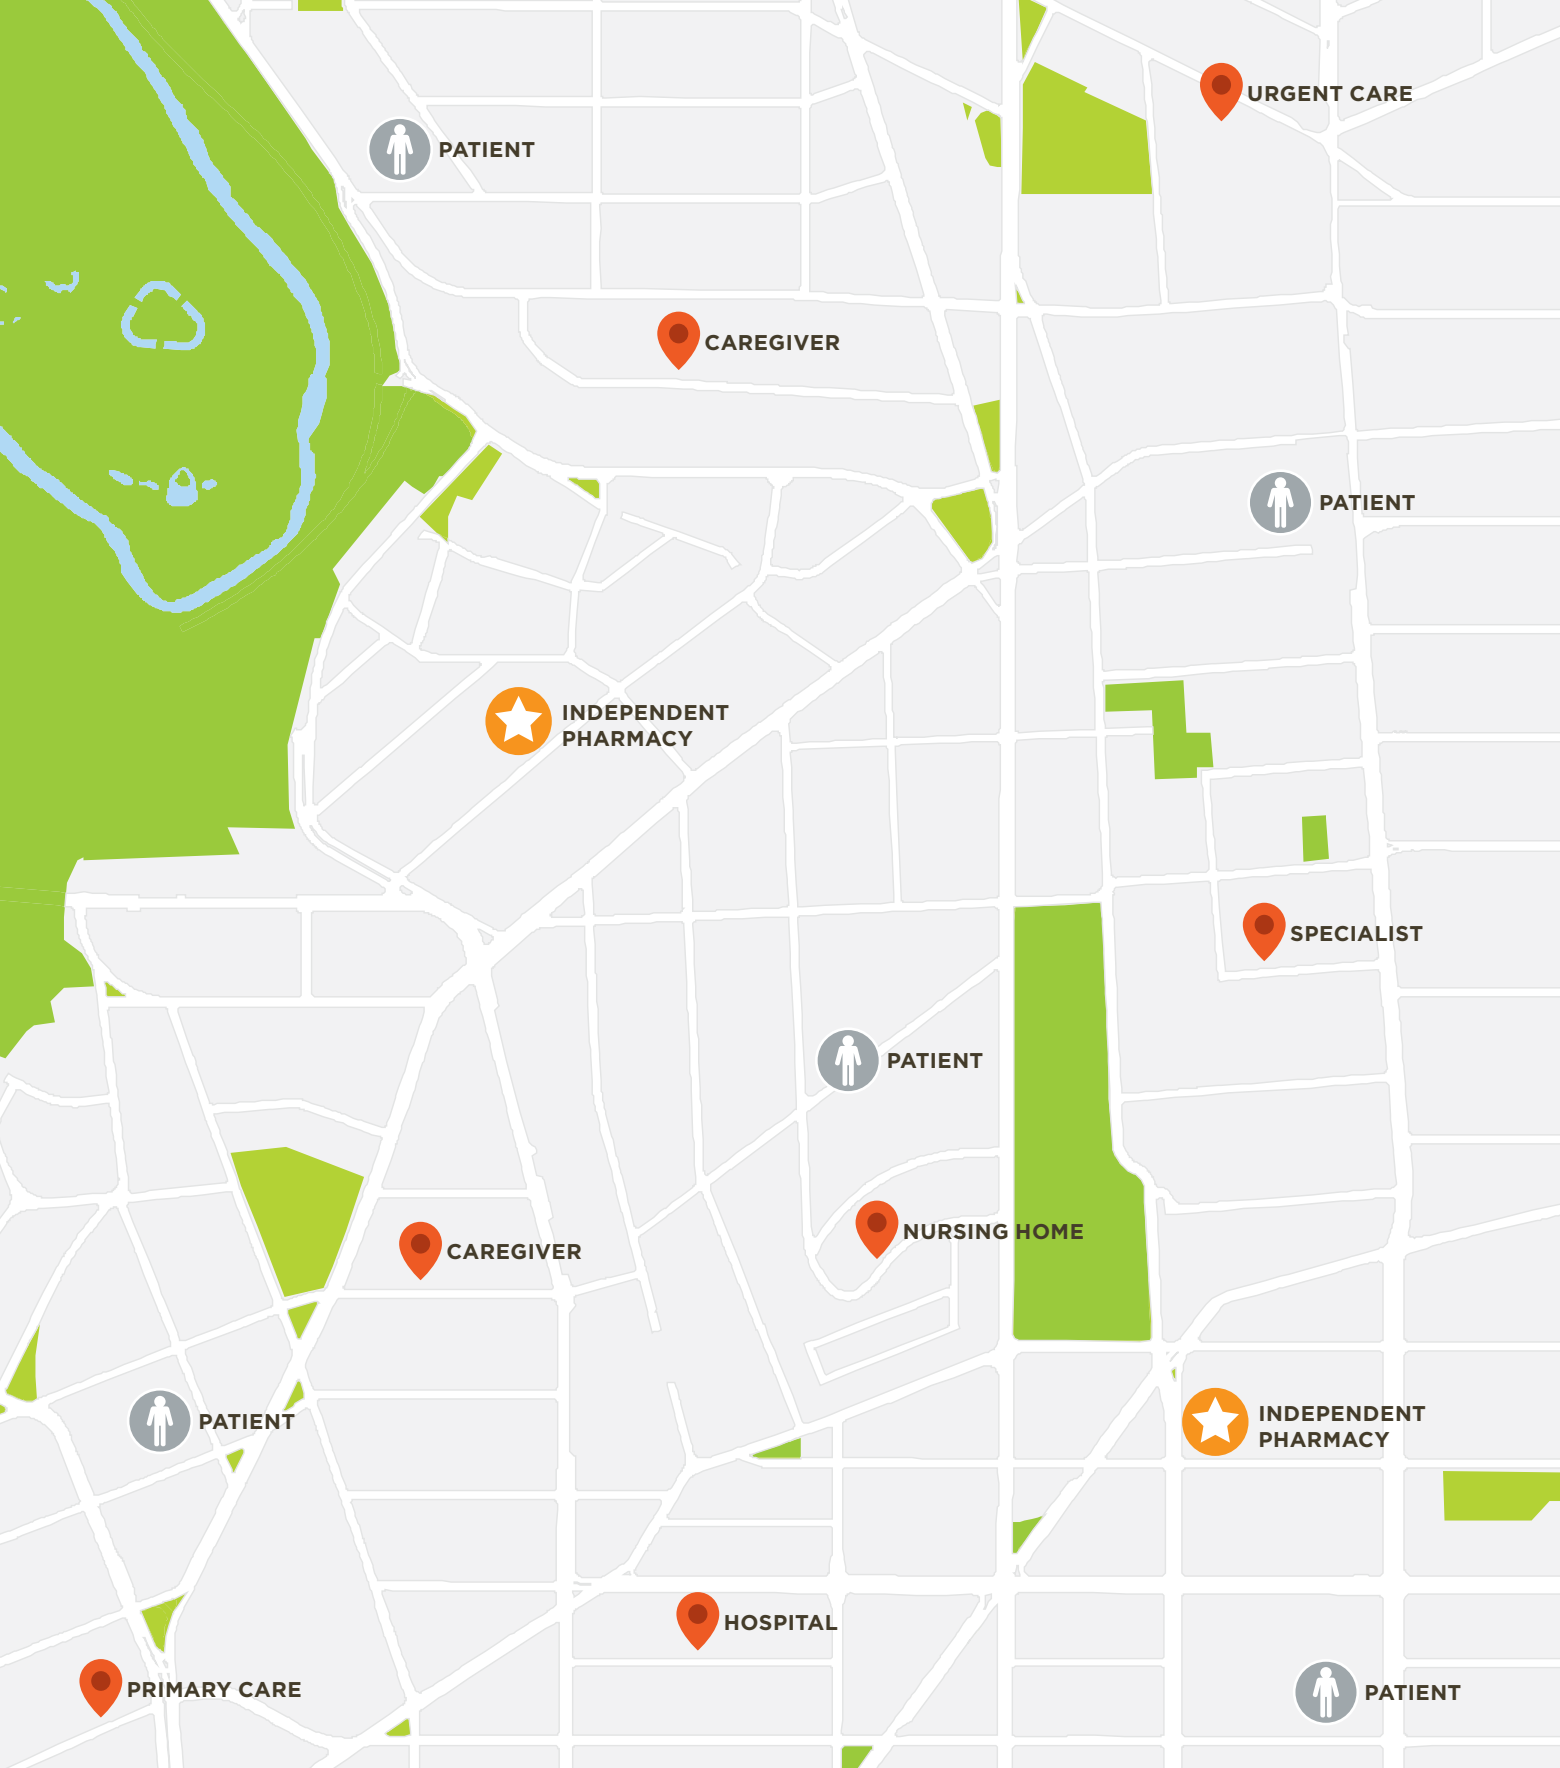 URGENT CARE
PATIENT
CAREGIVER
PATIENT
INDEPENDENT
PHARMACY
SPECIALIST
PATIENT
NURSING HOME
CAREGIVER
INDEPENDENT
PHARMACY
PATIENT
HOSPITAL
PRIMARY CARE
PATIENT